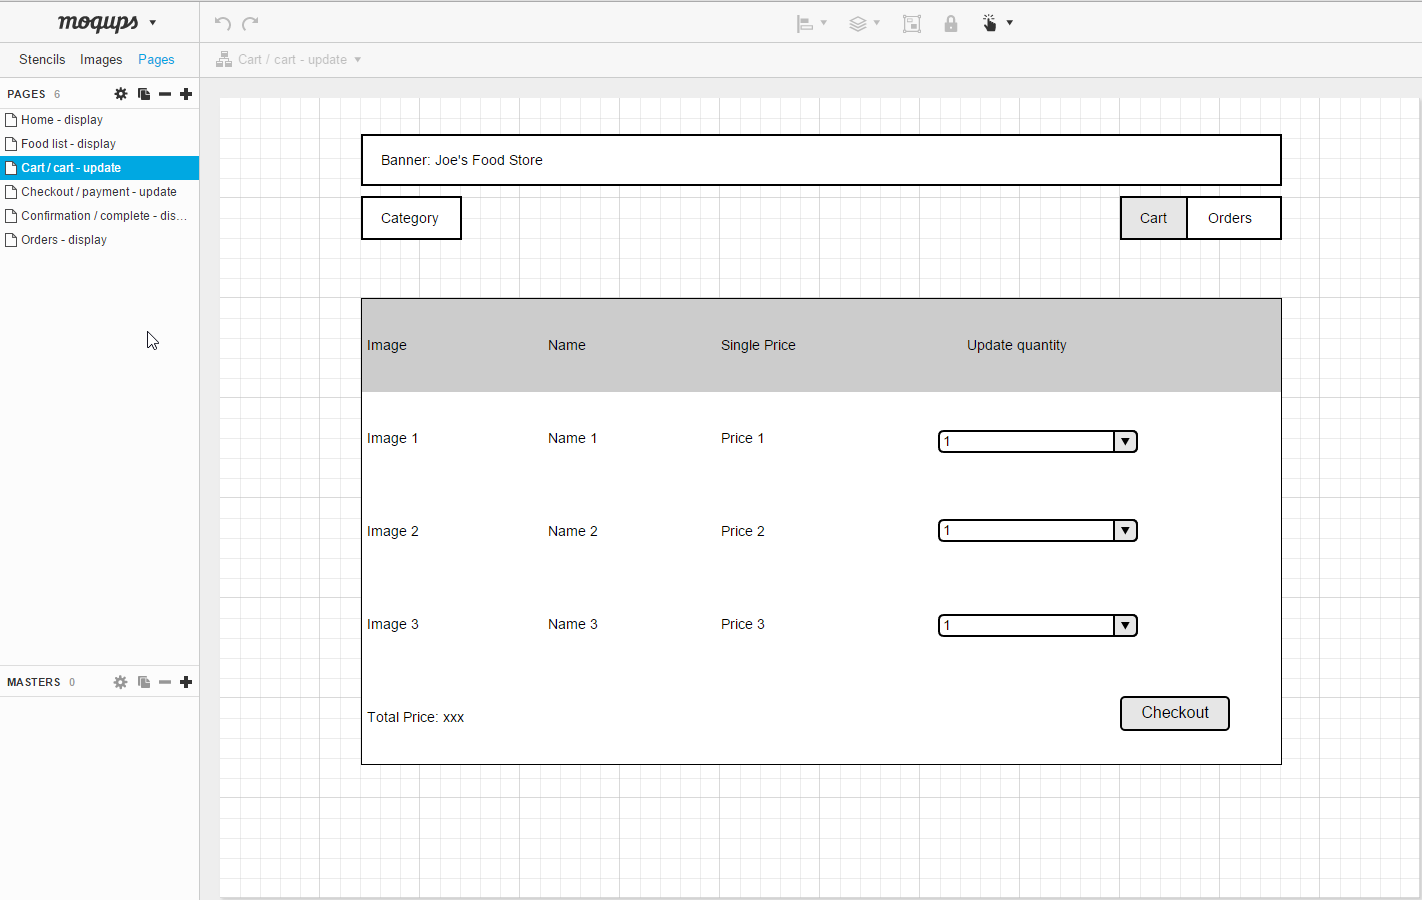 moqups
Stencils Images Pages
Cart / cart - update
PAGES 6
Home - display
Food list - display
Cart / cart - update
Checkout / payment - update
Confirmation / complete - dis...
Orders - display
MASTERS 0
Banner: Joe's Food Store
Category
Cart
Orders
Image Name Single Price Update quantity
Image 1 Name 1 Price 1 1
Image 2 Name 2 Price 2 1
Image 3 Name 3 Price 3 1
Total Price: xxx
Checkout